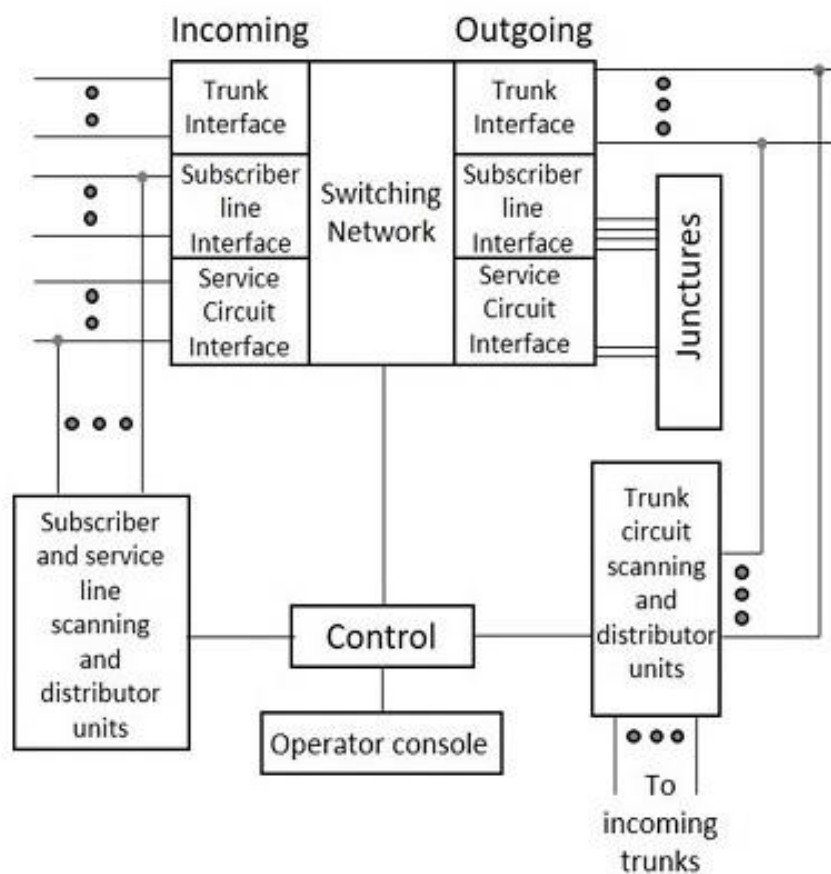 Incoming
Outgoing
Trunk
Interface
Subscriber
line
Interface
Service
Circuit
Interface
Switching
Network
Trunk
Interface
Subscriber
line
Interface
Service
Circuit
Interface
Junctures
Subscriber
and service
line
scanning
and
distributor
units
Control
Operator console
Trunk
circuit
scanning
and
distributor
units
To
incoming
trunks